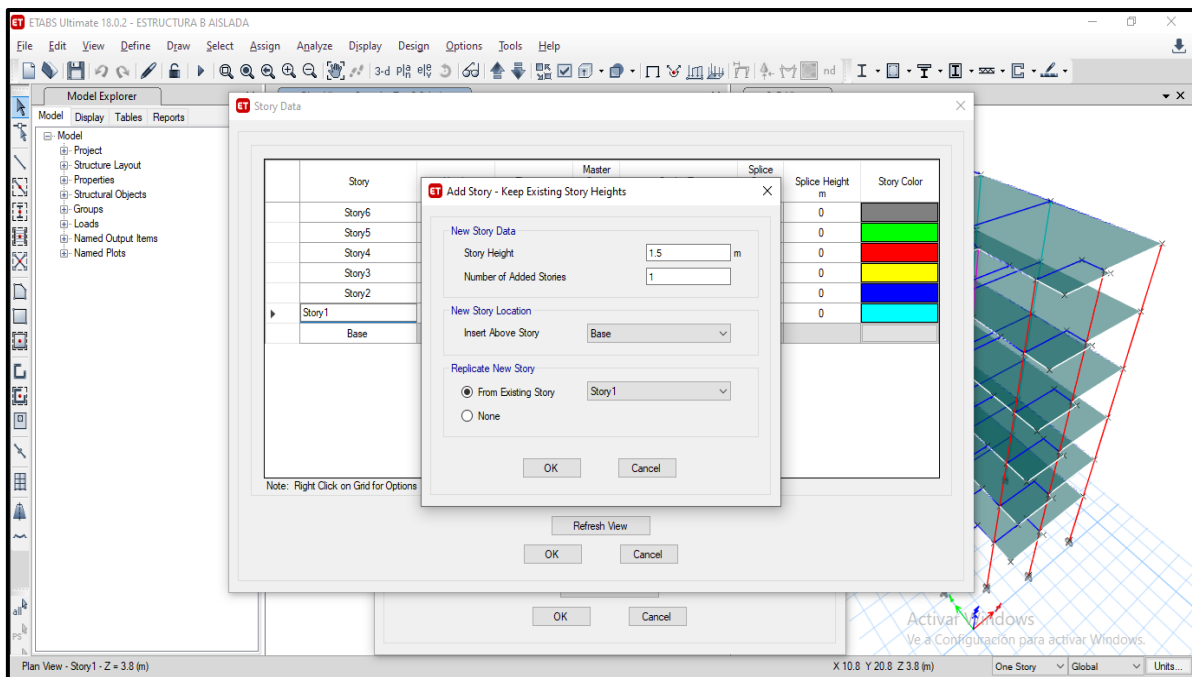 ETABS Ultimate 18.0.2 - ESTRUCTURA B AISLADA
File Edit View Define Draw Select Assign Analyze Display Design Options Tools Help
3-d
nd
Model Explorer
Model Display Tables Reports
Model
Project
Structure Layout
Properties
Structural Objects
Groups
Loads
Named Output Items
Named Plots
Story Data
Story Master Splice Splice Height m Story Color
Story6 0
Story5 0
Story4 0
Story3 0
Story2 0
Story1 0
Base
Note: Right Click on Grid for Options
Refresh View
OK Cancel
Add Story - Keep Existing Story Heights
New Story Data
Story Height 1.5 m
Number of Added Stories 1
New Story Location
Insert Above Story Base
Replicate New Story
From Existing Story Story1
None
OK Cancel
OK Cancel
all
ps
Activar Windows
Ve a Configuración para activar Windows.
Plan View - Story1 - Z = 3.8 (m) X 10.8 Y 20.8 Z 3.8 (m) One Story Global Units...